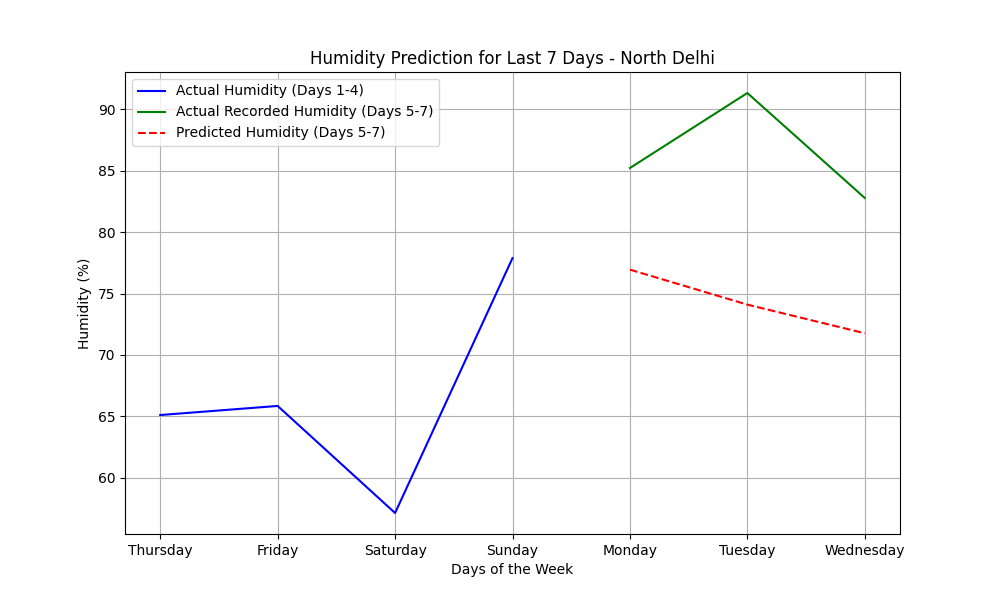 Humidity Prediction for Last 7 Days - North Delhi
Actual Humidity (Days 1-4)
Actual Recorded Humidity (Days 5-7)
Predicted Humidity (Days 5-7)
Humidity (%)
90
85
80
75
70
65
60
Thursday Friday Saturday Sunday Monday Tuesday Wednesday
Days of the Week